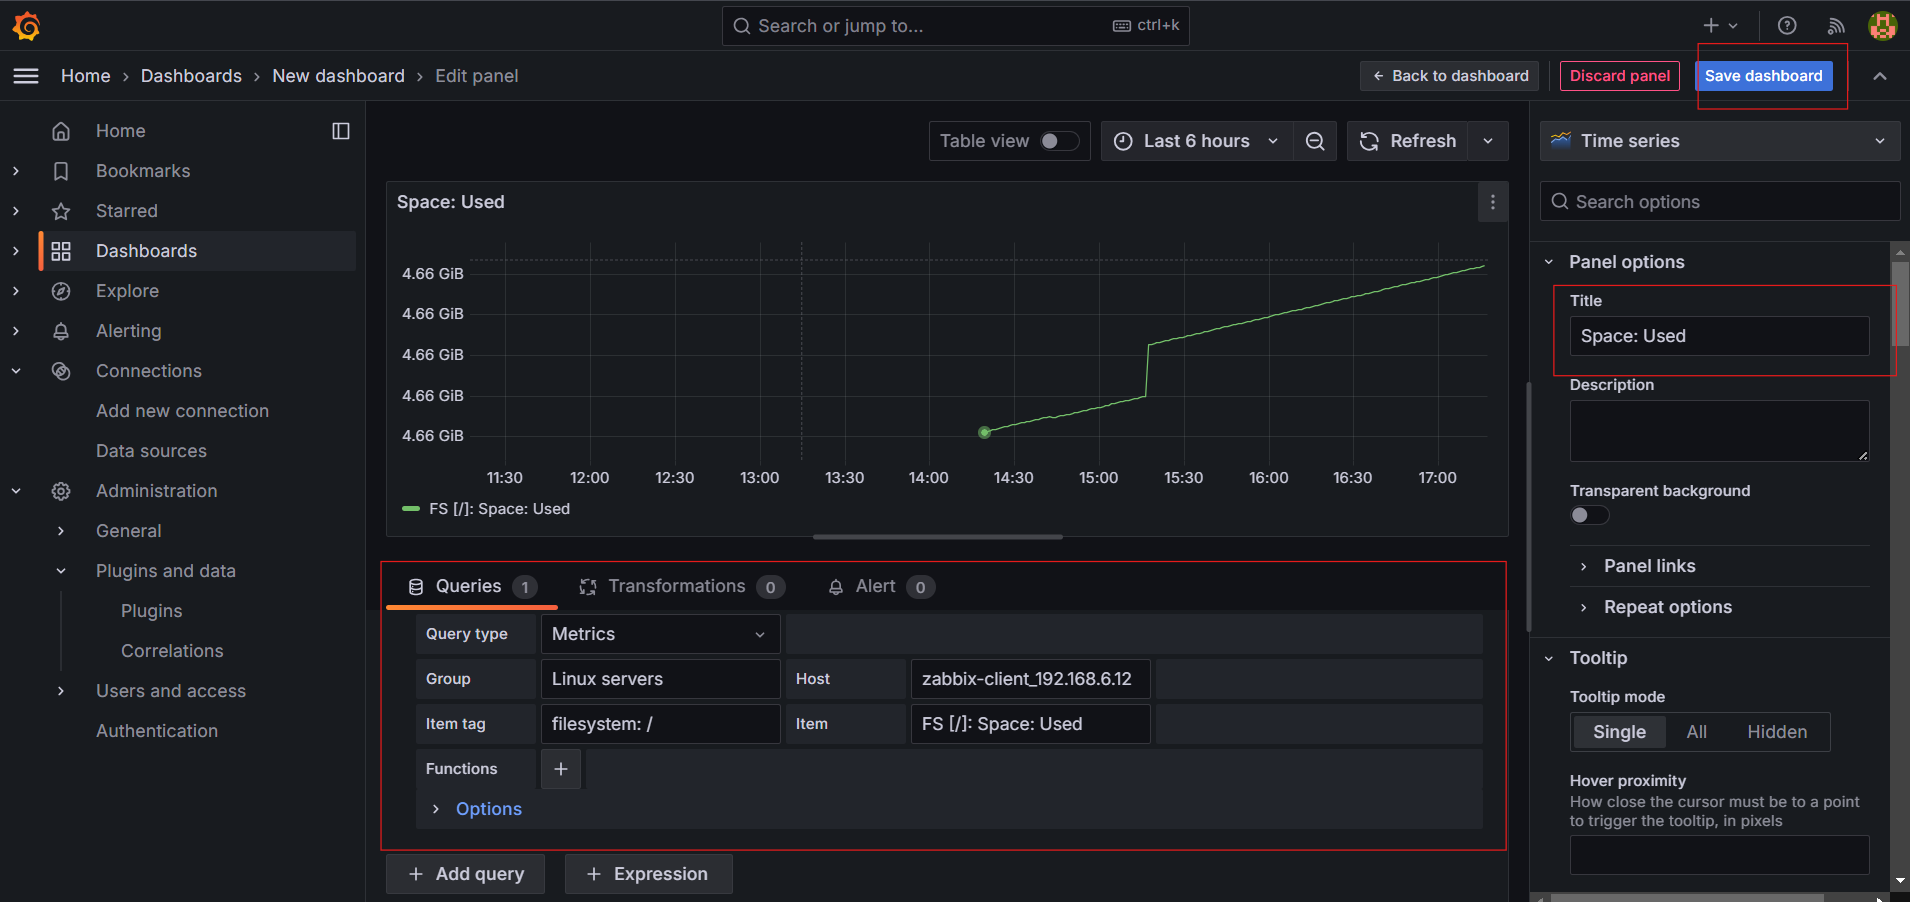 Search or jump to... ctrl+k
Home › Dashboards › New dashboard › Edit panel
Back to dashboard
Discard panel
Save dashboard
Home
Bookmarks
Starred
Dashboards
Explore
Alerting
Connections
Add new connection
Data sources
Administration
General
Plugins and data
Plugins
Correlations
Users and access
Authentication
Table view
Last 6 hours
Refresh
Space: Used
4.66 GiB
4.66 GiB
4.66 GiB
4.66 GiB
4.66 GiB
11:30 12:00 12:30 13:00 13:30 14:00 14:30 15:00 15:30 16:00 16:30 17:00
FS [/]: Space: Used
Queries 1 Transformations 0 Alert 0
Query type Metrics
Group Linux servers Host zabbix-client_192.168.6.12
Item tag filesystem: / Item FS [/]: Space: Used
Functions
Options
Add query Expression
Time series
Search options
Panel options
Title
Space: Used
Description
Transparent background
Panel links
Repeat options
Tooltip
Tooltip mode
Single All Hidden
Hover proximity
How close the cursor must be to a point
to trigger the tooltip, in pixels